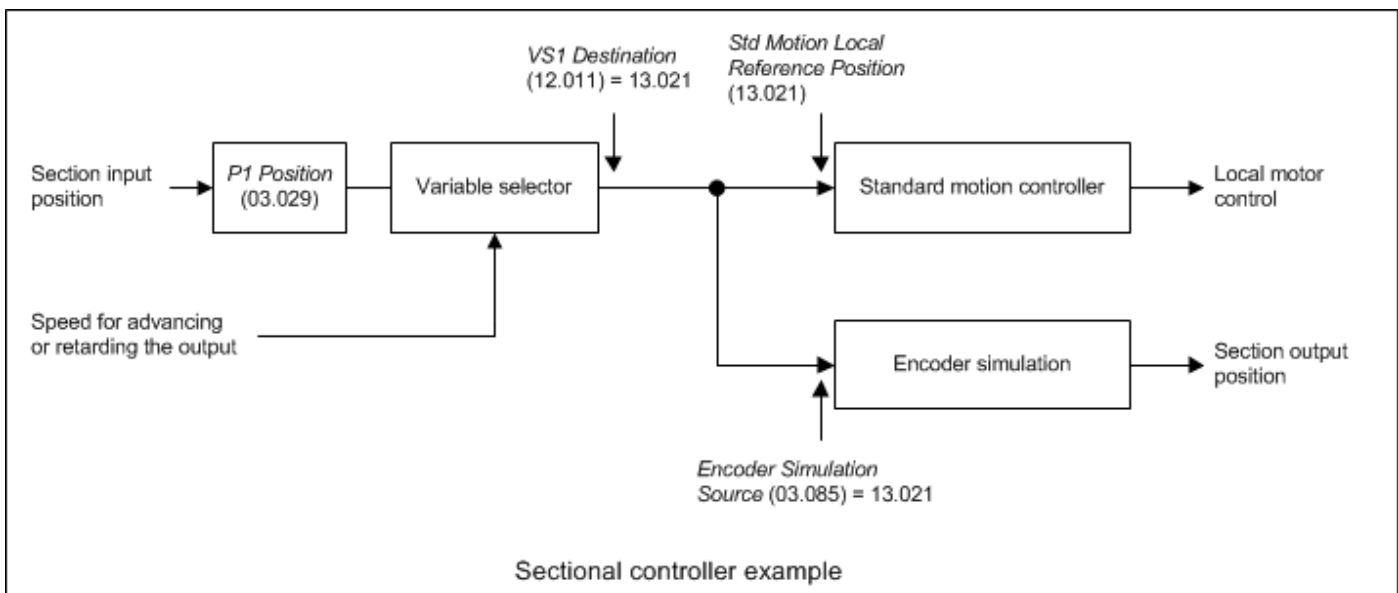 VS1 Destination
(12.011) = 13.021
Std Motion Local
Reference Position
(13.021)
Section input
position
P1 Position
(03.029)
Variable selector
Standard motion controller
Local motor
control
Speed for advancing
or retarding the output
Encoder simulation
Section output
position
Encoder Simulation
Source (03.085) = 13.021
Sectional controller example